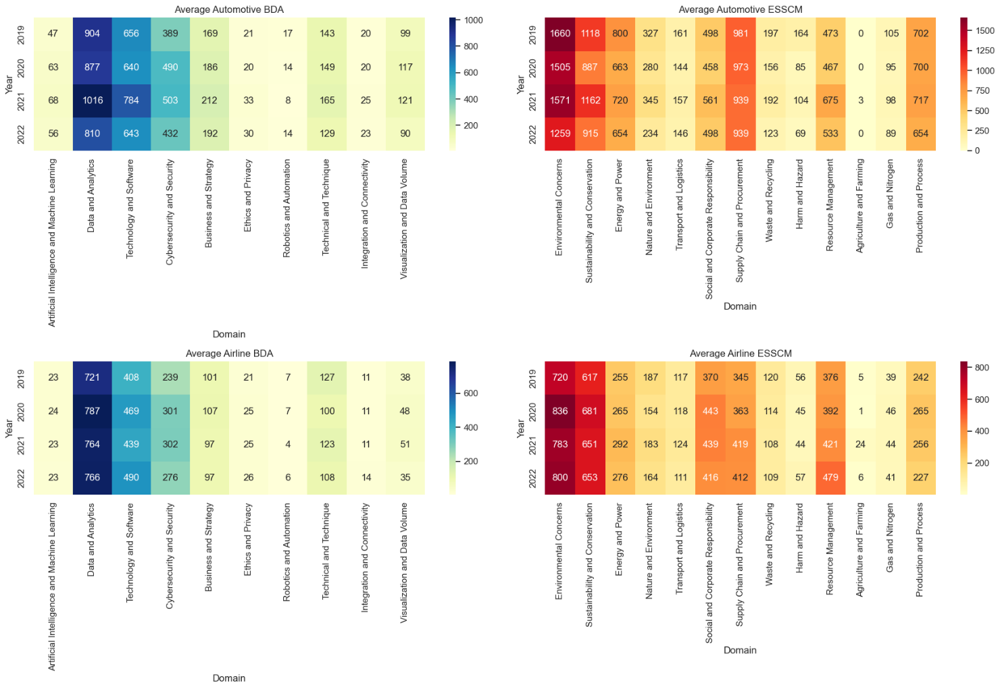 Average Automotive BDA
Year
2019 47 904 656 389 169 21 17 143 20 99
2020 63 877 640 490 186 20 14 149 20 117
2021 68 1016 784 503 212 33 8 165 25 121
2022 56 810 643 432 192 30 14 129 23 90
Artificial Intelligence and Machine Learning
Data and Analytics
Technology and Software
Cybersecurity and Security
Business and Strategy
Ethics and Privacy
Robotics and Automation
Technical and Technique
Integration and Connectivity
Visualization and Data Volume
Domain
1000
800
600
400
200
Average Automotive ESSCM
Year
2019 1660 1118 800 327 161 498 981 197 164 473 0 105 702
2020 1505 887 663 280 144 458 973 156 85 467 0 95 700
2021 1571 1162 720 345 157 561 939 192 104 675 3 98 717
2022 1259 915 654 234 146 498 939 123 69 533 0 89 654
Environmental Concerns
Sustainability and Conservation
Energy and Power
Nature and Environment
Transport and Logistics
Social and Corporate Responsibility
Supply Chain and Procurement
Waste and Recycling
Harm and Hazard
Resource Management
Agriculture and Farming
Gas and Nitrogen
Production and Process
Domain
1500
1250
1000
750
500
250
0
Average Airline BDA
Year
2019 23 721 408 239 101 21 7 127 11 38
2020 24 787 469 301 107 25 7 100 11 48
2021 23 764 439 302 97 25 4 123 11 51
2022 23 766 490 276 97 26 6 108 14 35
Artificial Intelligence and Machine Learning
Data and Analytics
Technology and Software
Cybersecurity and Security
Business and Strategy
Ethics and Privacy
Robotics and Automation
Technical and Technique
Integration and Connectivity
Visualization and Data Volume
Domain
600
400
200
Average Airline ESSCM
Year
2019 720 617 255 187 117 370 345 120 56 376 5 39 242
2020 836 681 265 154 118 443 363 114 45 392 1 46 265
2021 783 651 292 183 124 439 419 108 44 421 24 44 256
2022 800 653 276 164 111 416 412 109 57 479 6 41 227
Environmental Concerns
Sustainability and Conservation
Energy and Power
Nature and Environment
Transport and Logistics
Social and Corporate Responsibility
Supply Chain and Procurement
Waste and Recycling
Harm and Hazard
Resource Management
Agriculture and Farming
Gas and Nitrogen
Production and Process
Domain
800
600
400
200